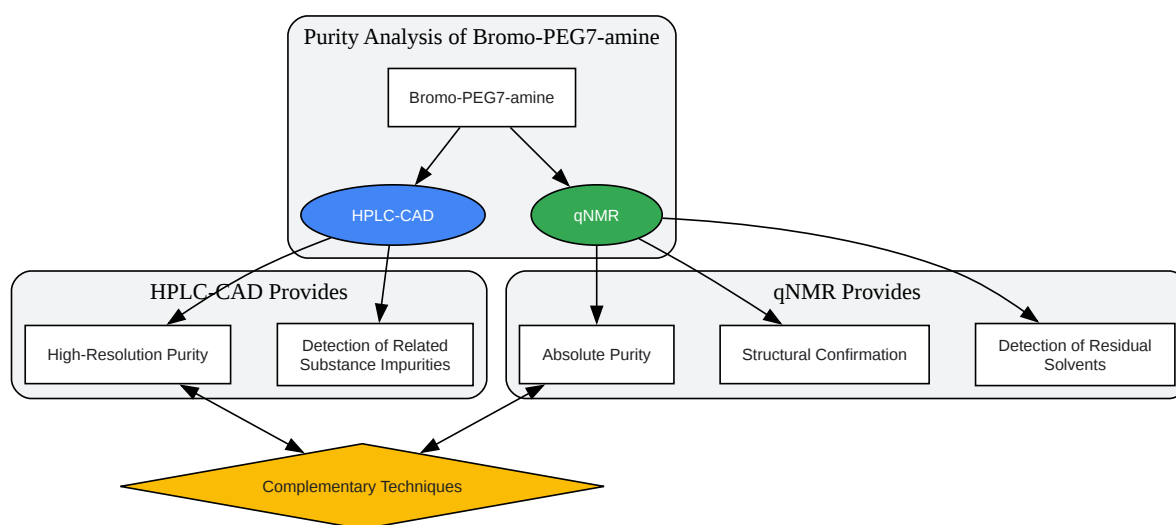 Purity Analysis of Bromo-PEG7-amine
Bromo-PEG7-amine
HPLC-CAD
qNMR
HPLC-CAD Provides
High-Resolution Purity
Detection of Related
Substance Impurities
qNMR Provides
Absolute Purity
Structural Confirmation
Detection of Residual
Solvents
Complementary Techniques